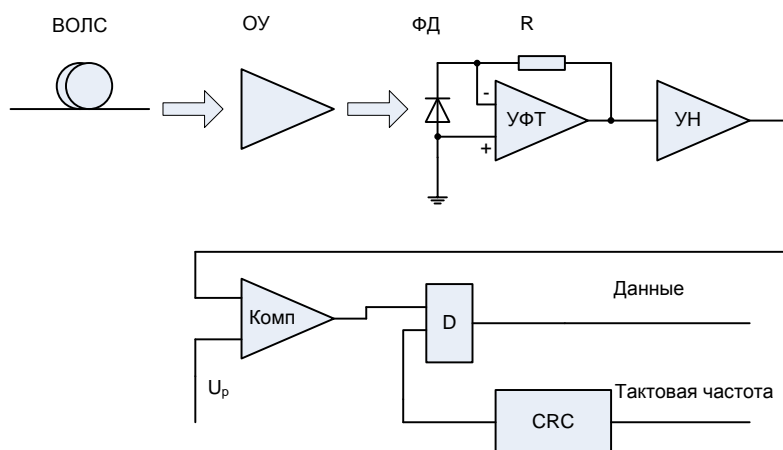 ВОЛС
ОУ
ФД
R
-
УФТ
+
УН
Комп
D
Данные
Uр
Тактовая частота
CRC